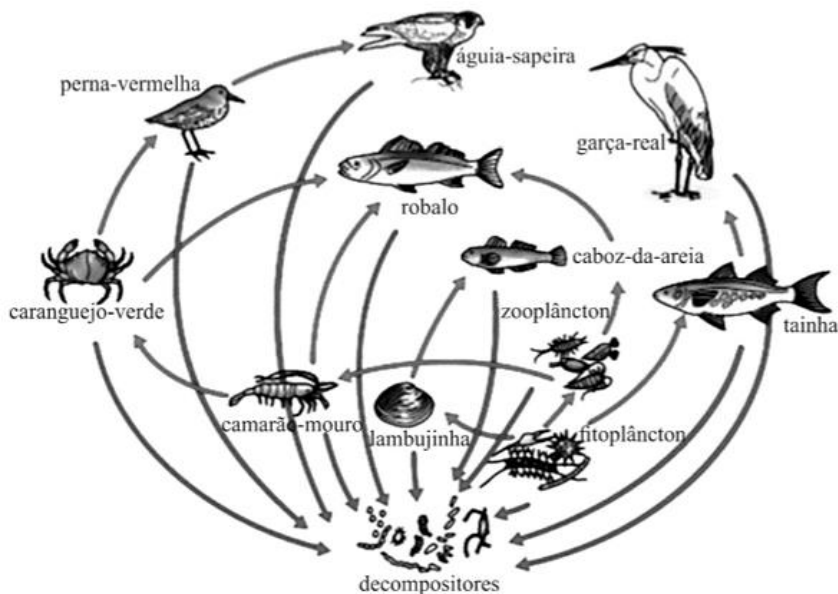 águia-sapeira
perna-vermelha
garça-real
robalo
caboz-da-areia
caranguejo-verde
zooplâncton
tainha
camarão-mouro
lambujinha
fitoplâncton
decompositores